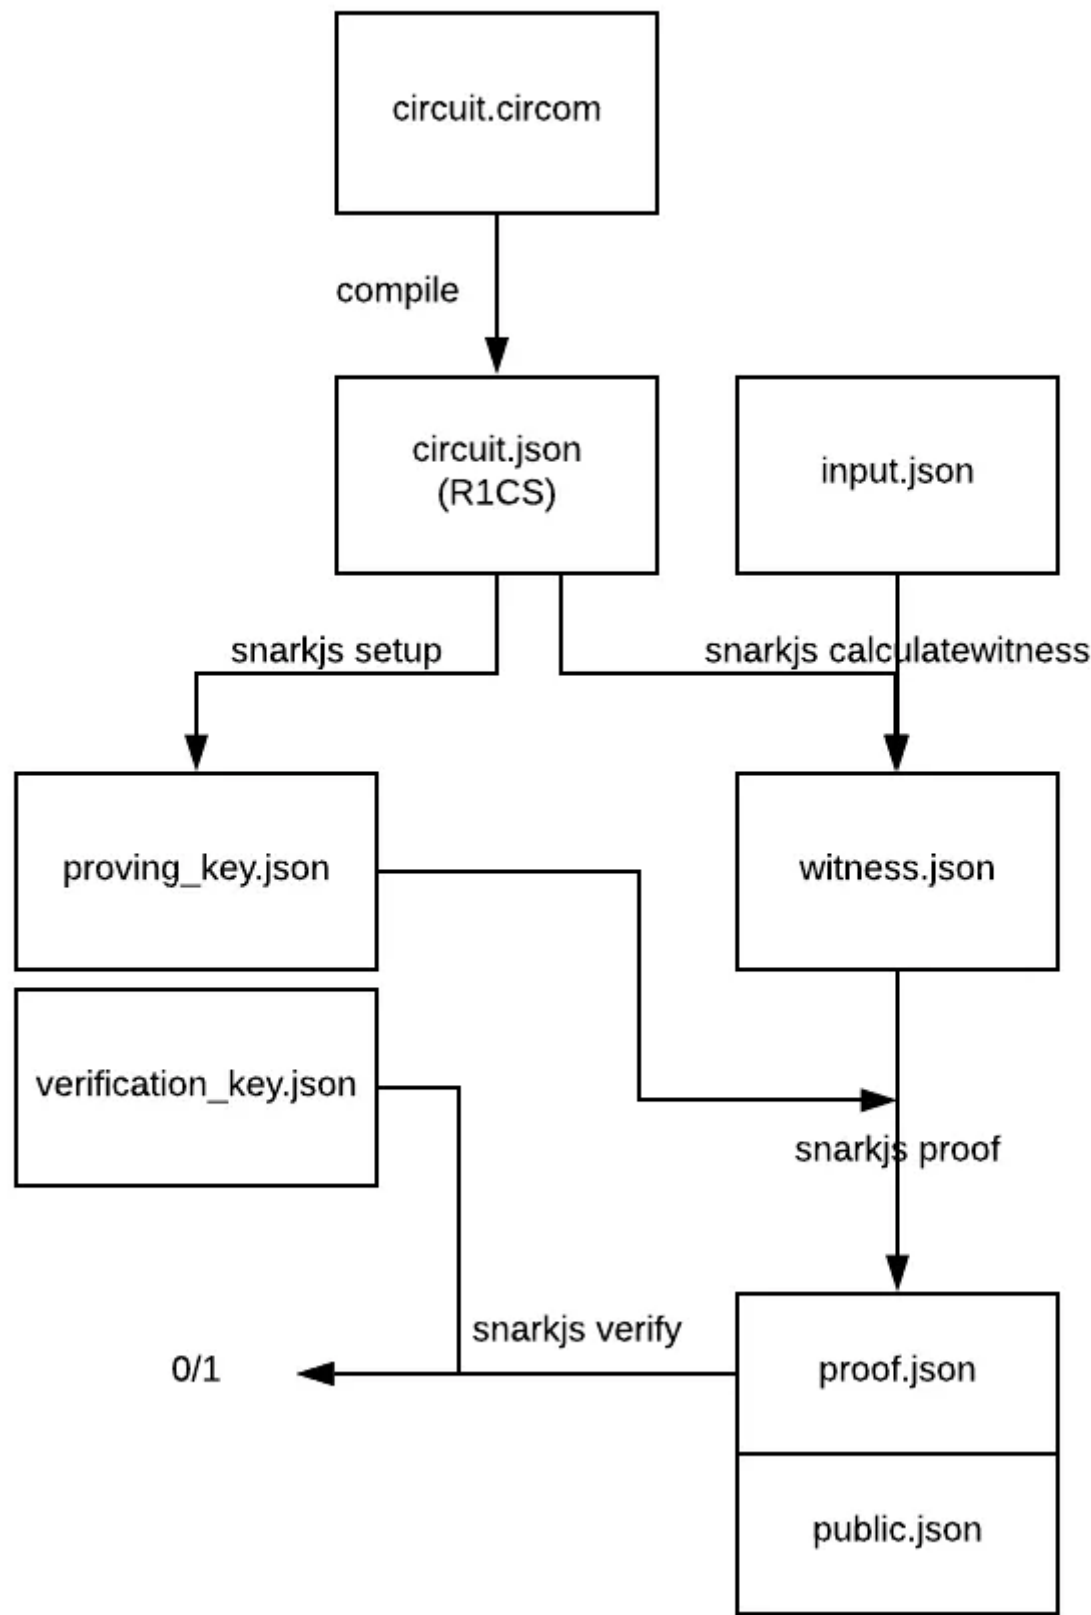 circuit.circom
compile
circuit.json
(R1CS)
input.json
snarkjs setup
snarkjs calculatewitness
proving_key.json
witness.json
verification_key.json
snarkjs proof
snarkjs verify
0/1
proof.json
public.json